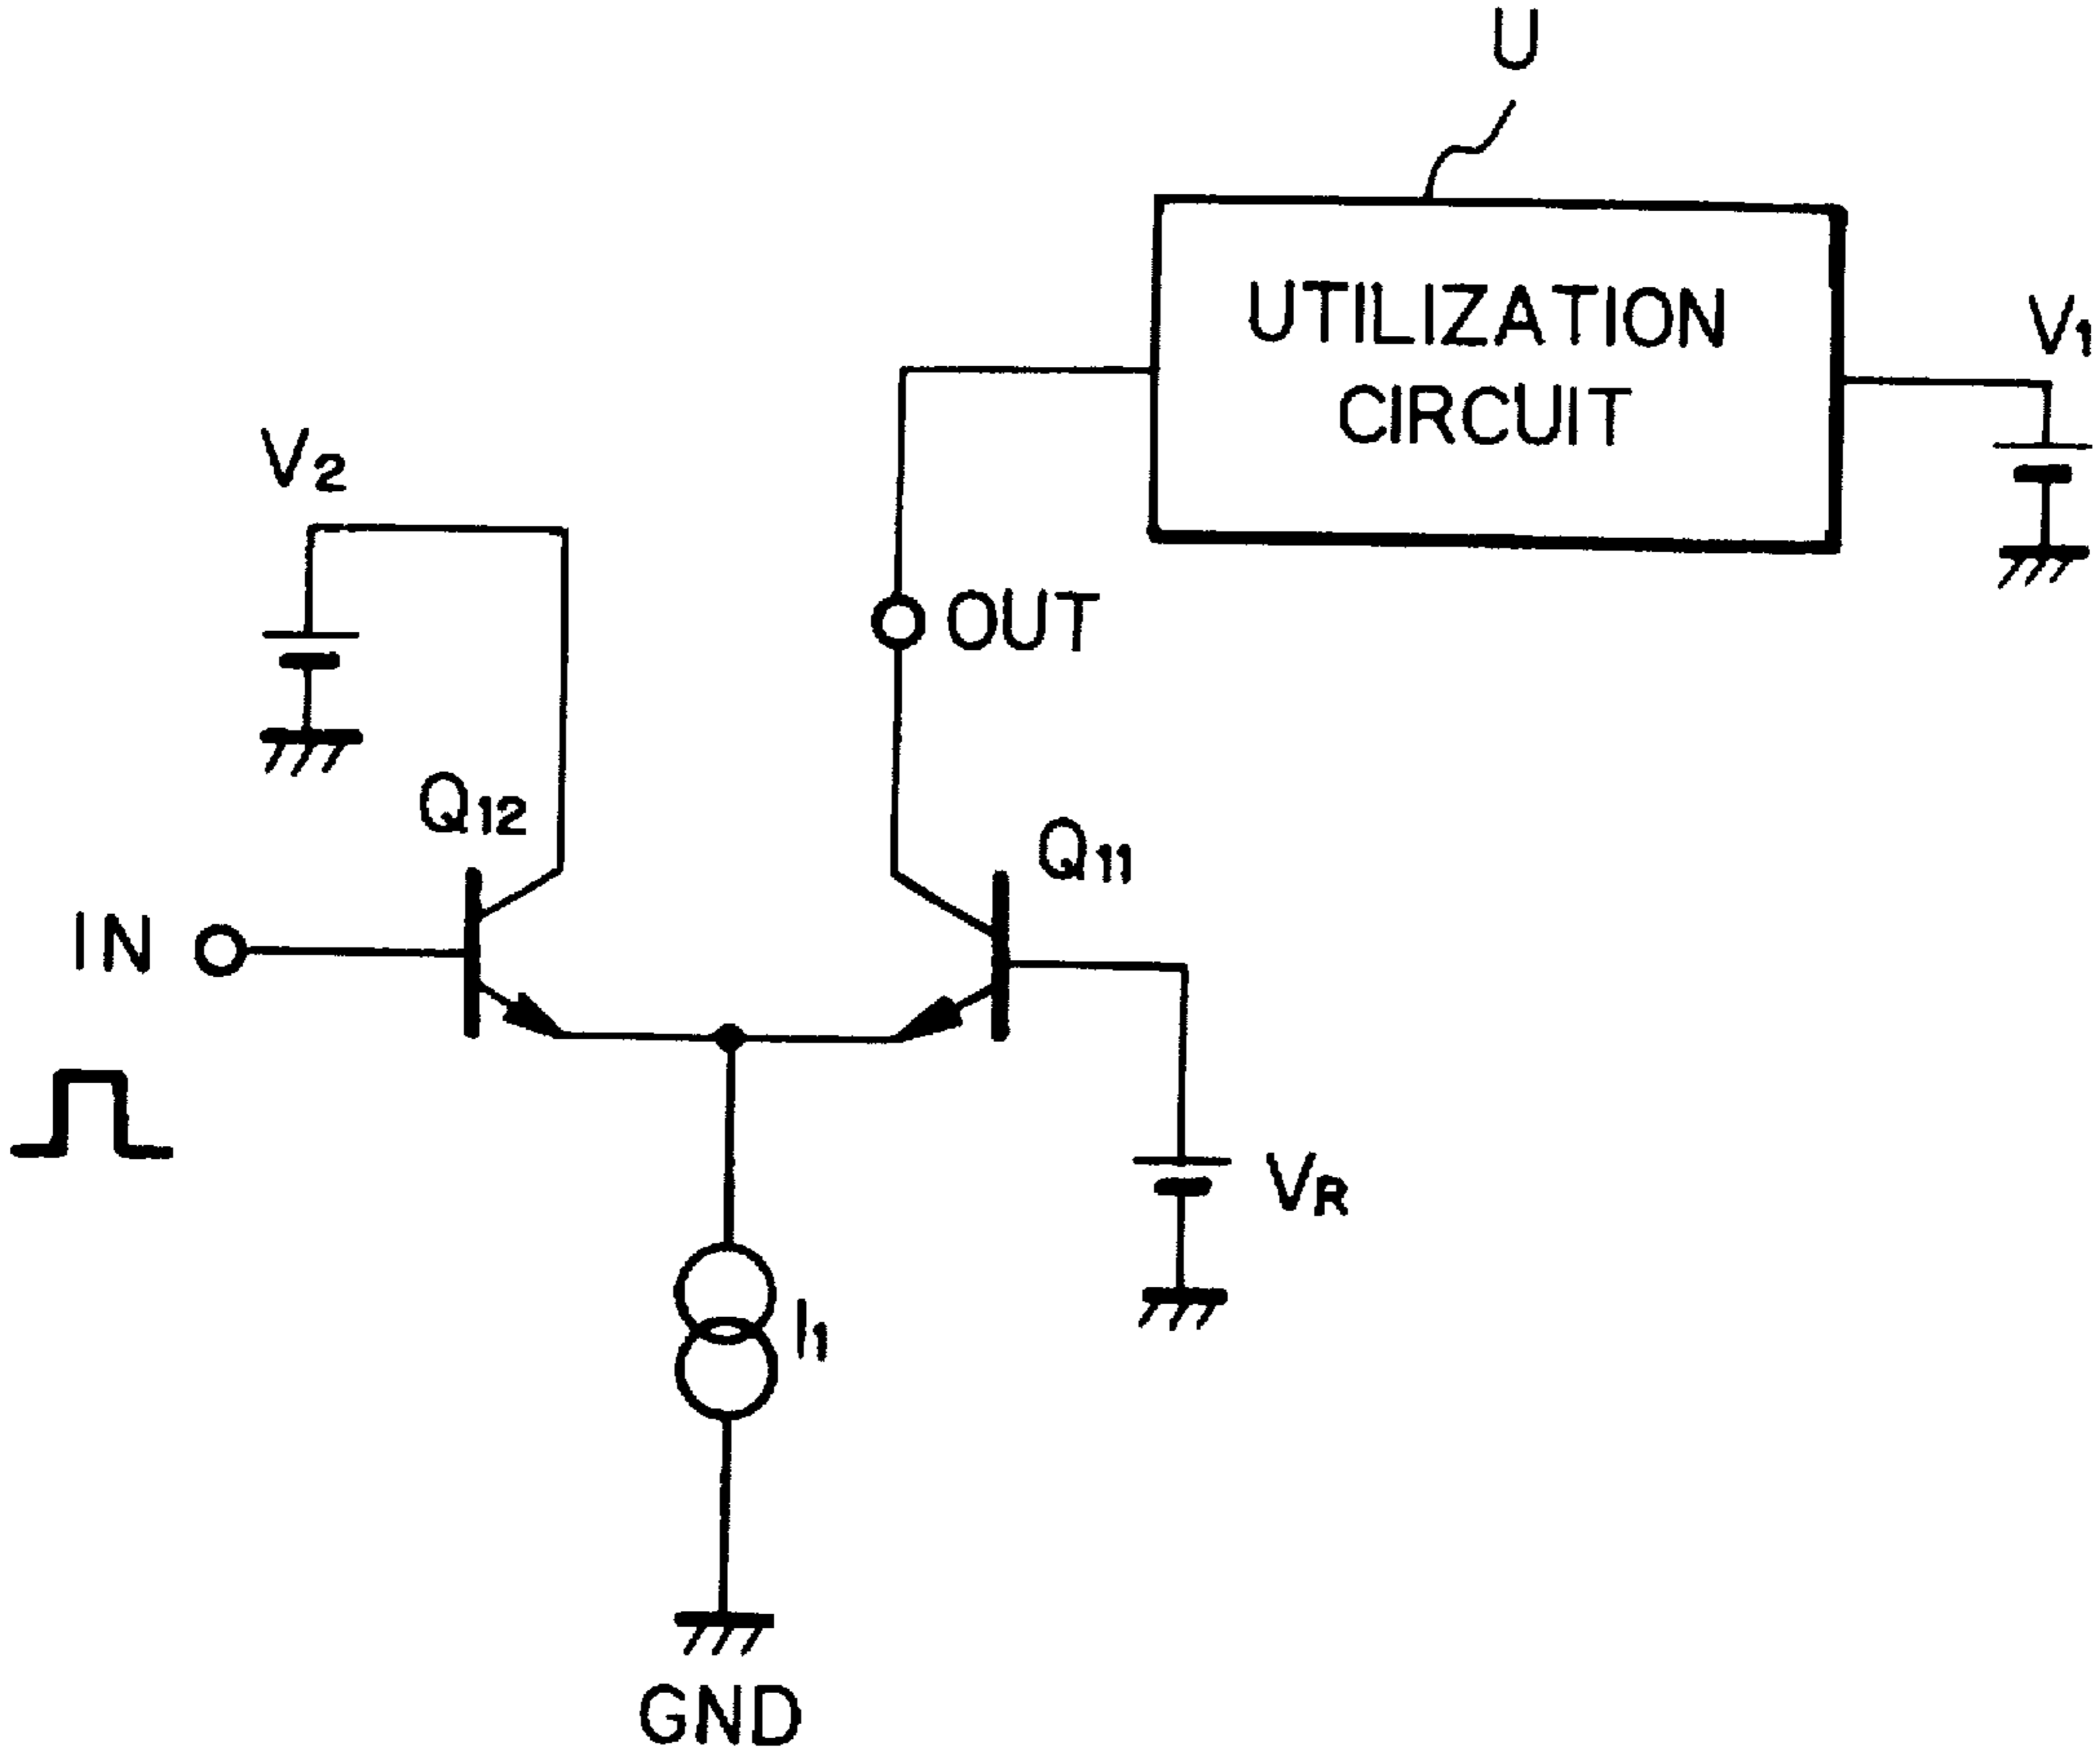 U
UTILIZATION
CIRCUIT
V1
V2
OUT
Q12
Q11
IN
VR
I1
GND